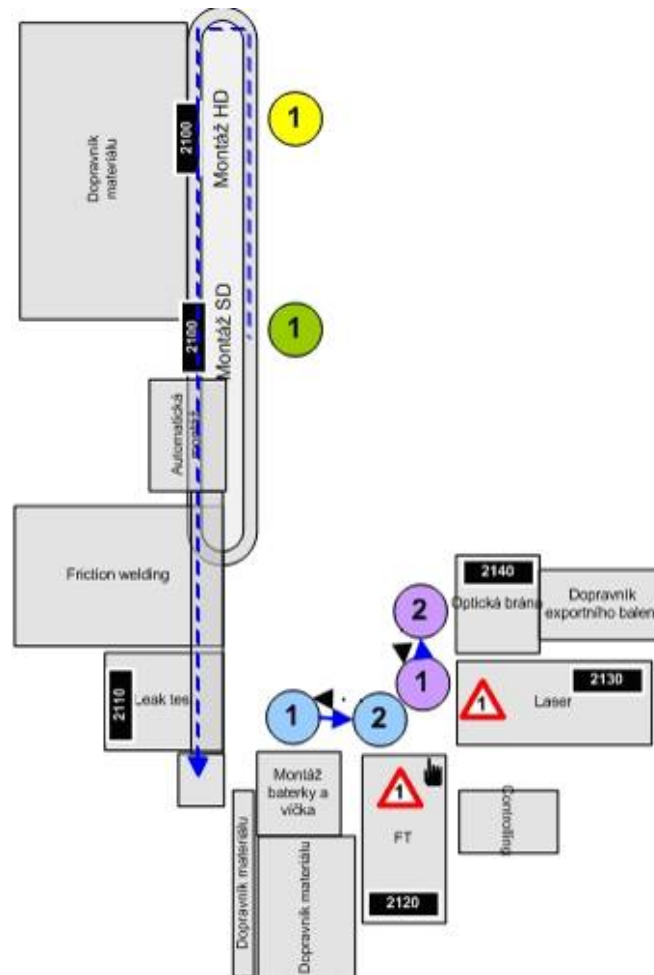 Dopravník
materiálu
2100
Montáž HD
1
2100
Montáž SD
1
Automatická
montáž
Friction welding
2110
Leak tes
2140
Optická brána
Dopravník
exportního balen
2
1
1
Laser
2130
1
2
Montáž
baterky a
víčka
1
FT
2120
Controlling
Dopravník materiálu
Dopravník materiálu